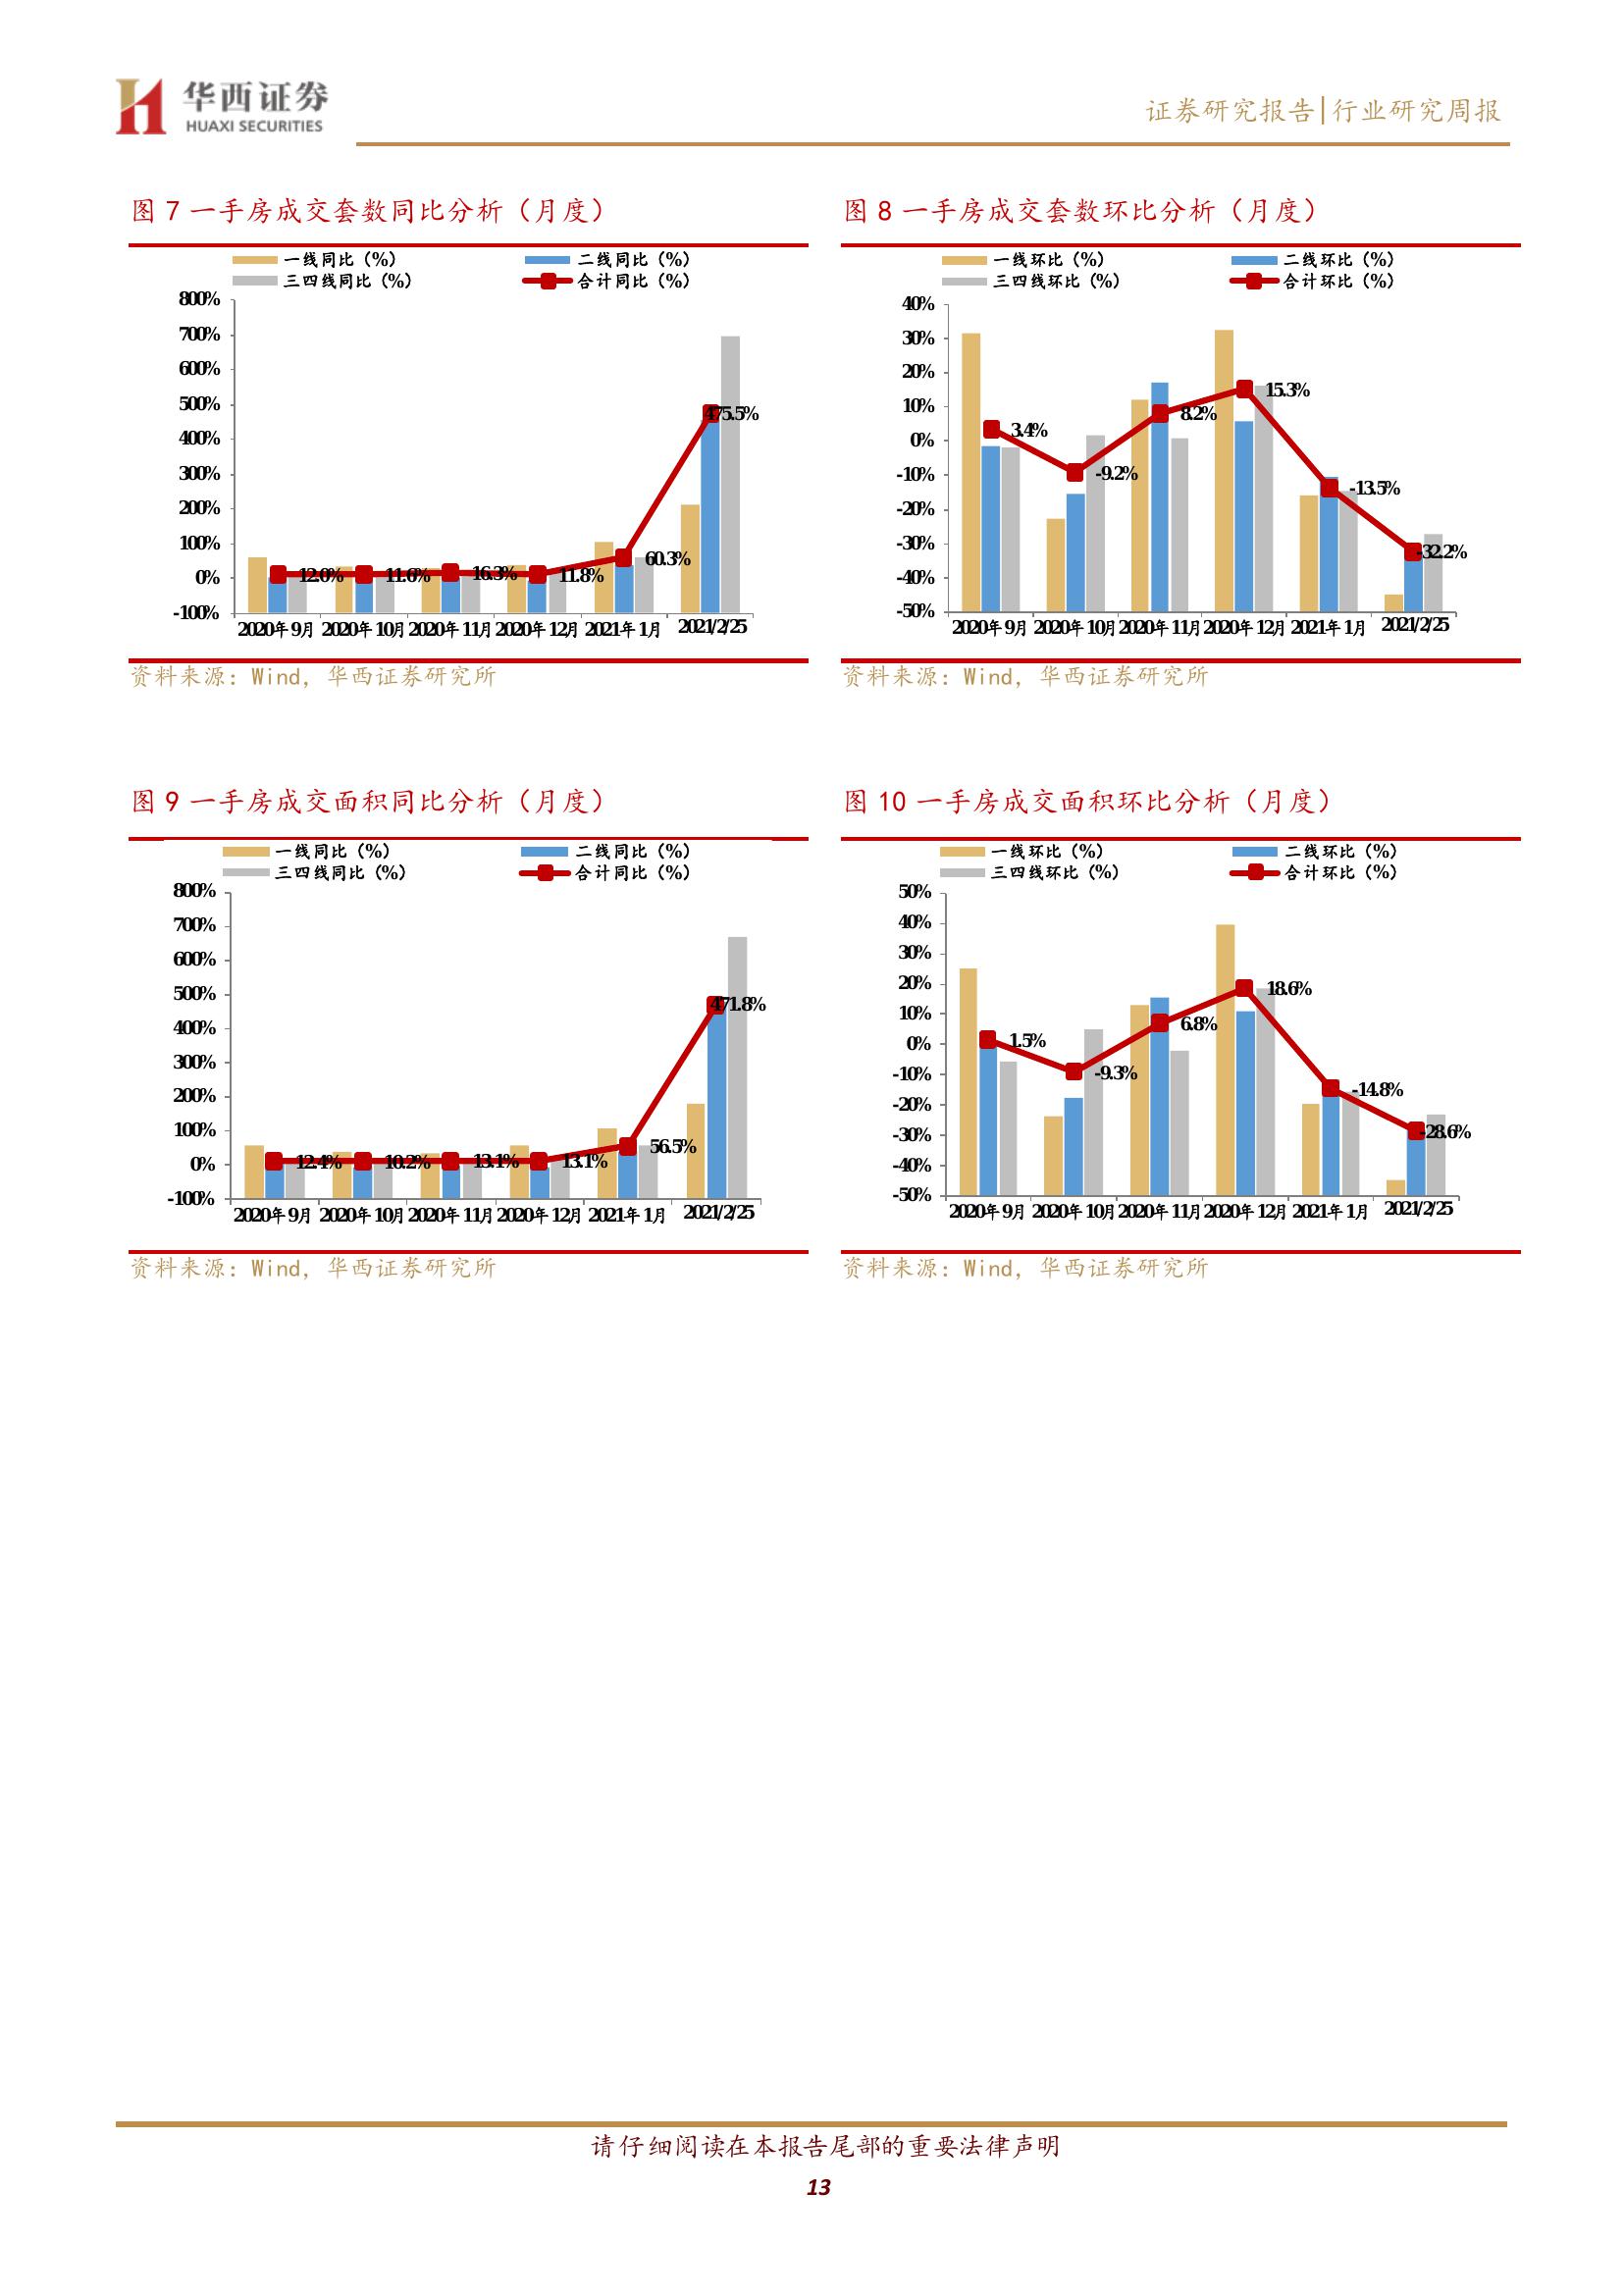 华西证券
HUAXI SECURITIES
证券研究报告|行业研究周报
图 7 一手房成交套数同比分析（月度）
一线同比（%） 二线同比（%）
三四线同比（%） 合计同比（%）
800%
700%
600%
500%
400%
300%
200%
100%
0%
-100%
12.0% 11.6% 16.3% 11.8% 60.3% 475.5%
2020年9月 2020年10月 2020年11月 2020年12月 2021年1月 2021/2/25
资料来源：Wind，华西证券研究所
图 8 一手房成交套数环比分析（月度）
一线环比（%） 二线环比（%）
三四线环比（%） 合计环比（%）
40%
30%
20%
10%
0%
-10%
-20%
-30%
-40%
-50%
3.4% -9.2% 8.2% 15.3% -13.5% -32.2%
2020年9月 2020年10月 2020年11月 2020年12月 2021年1月 2021/2/25
资料来源：Wind，华西证券研究所
图 9 一手房成交面积同比分析（月度）
一线同比（%） 二线同比（%）
三四线同比（%） 合计同比（%）
800%
700%
600%
500%
400%
300%
200%
100%
0%
-100%
12.4% 10.2% 13.1% 13.1% 56.5% 471.8%
2020年9月 2020年10月 2020年11月 2020年12月 2021年1月 2021/2/25
资料来源：Wind，华西证券研究所
图 10 一手房成交面积环比分析（月度）
一线环比（%） 二线环比（%）
三四线环比（%） 合计环比（%）
50%
40%
30%
20%
10%
0%
-10%
-20%
-30%
-40%
-50%
1.5% -9.3% 6.8% 18.6% -14.8% -28.6%
2020年9月 2020年10月 2020年11月 2020年12月 2021年1月 2021/2/25
资料来源：Wind，华西证券研究所
请仔细阅读在本报告尾部的重要法律声明
13